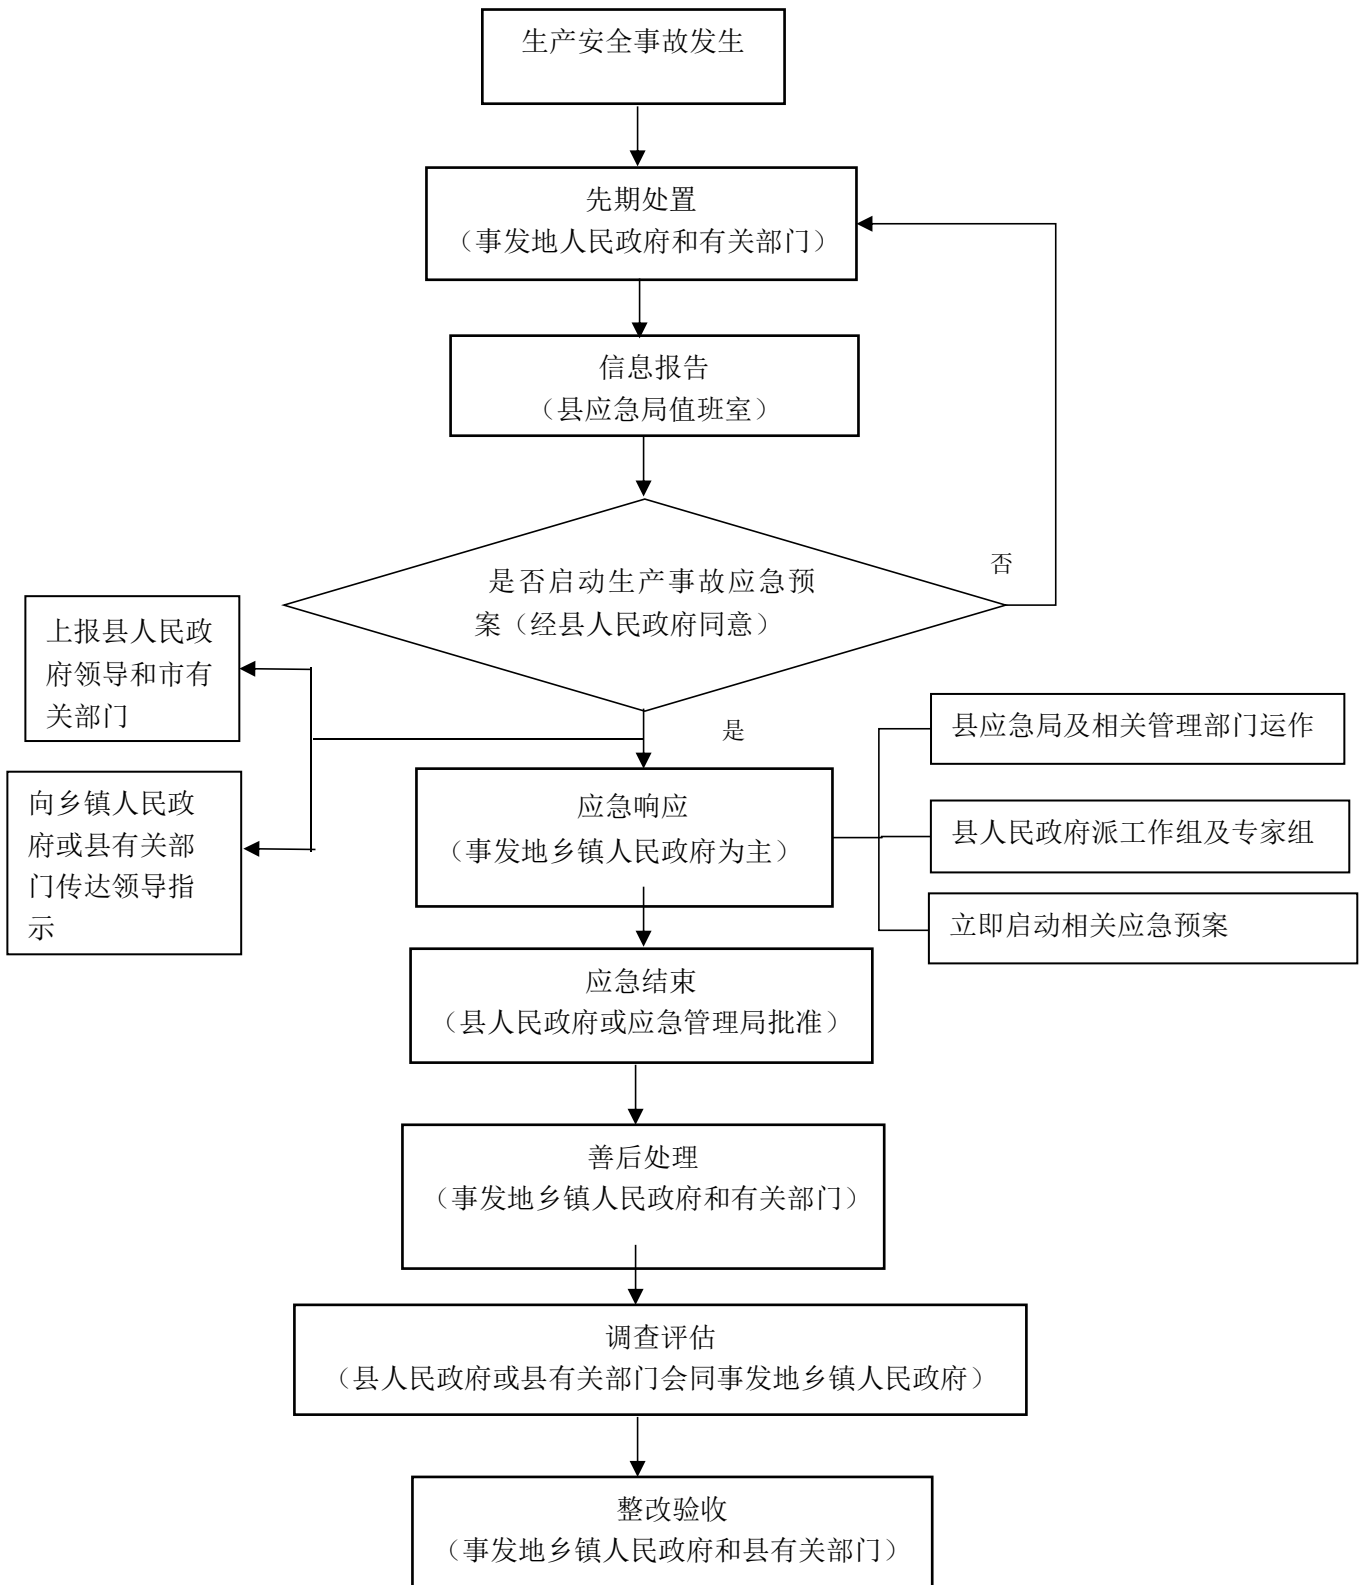 生产安全事故发生
先期处置
（事发地人民政府和有关部门）
信息报告
（县应急局值班室）
否
是否启动生产事故应急预
案（经县人民政府同意）
上报县人民政
府领导和市有
关部门
是
县应急局及相关管理部门运作
向乡镇人民政
府或县有关部
门传达领导指
示
应急响应
（事发地乡镇人民政府为主）
县人民政府派工作组及专家组
立即启动相关应急预案
应急结束
（县人民政府或应急管理局批准）
善后处理
（事发地乡镇人民政府和有关部门）
调查评估
（县人民政府或县有关部门会同事发地乡镇人民政府）
整改验收
（事发地乡镇人民政府和县有关部门）